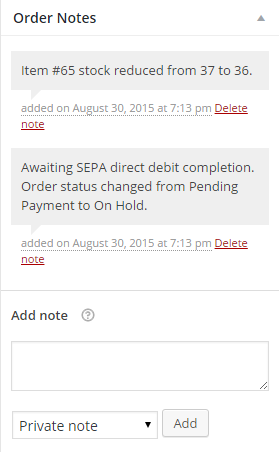 Order Notes
Item #65 stock reduced from 37 to 36.
added on August 30, 2015 at 7:13 pm Delete
note
Awaiting SEPA direct debit completion.
Order status changed from Pending
Payment to On Hold.
added on August 30, 2015 at 7:13 pm Delete
note
Add note ?
Private note Add